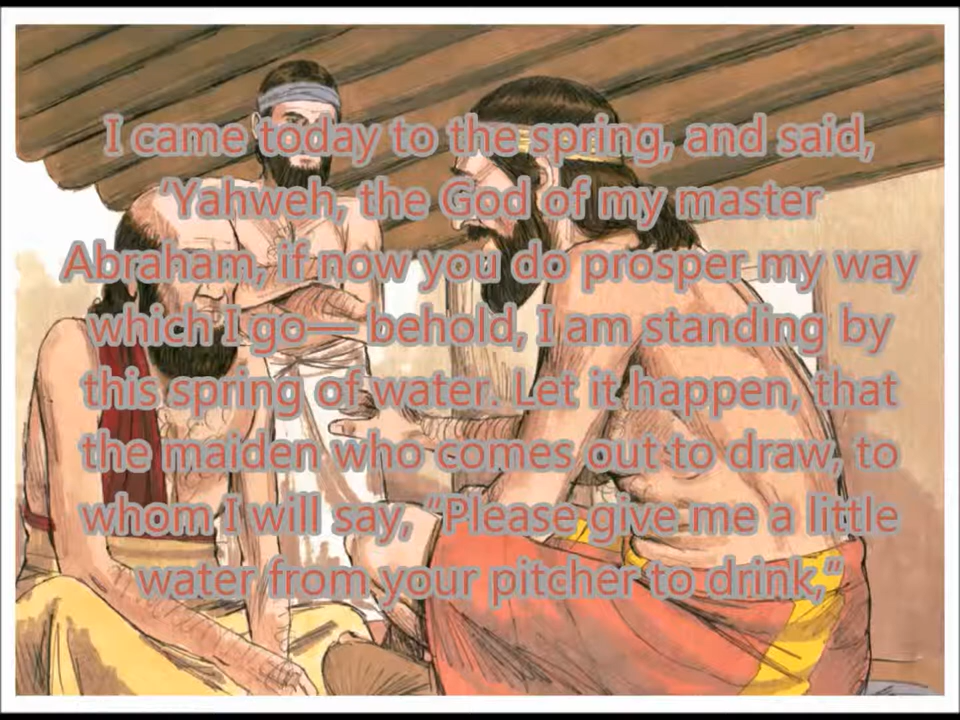 I came today to the spring, and said,
‘Yahweh, the God of my master
Abraham, if now you do prosper my way
which I go— behold, I am standing by
this spring of water. Let it happen, that
the maiden who comes out to draw, to
whom I will say, “Please give me a little
water from your pitcher to drink,”